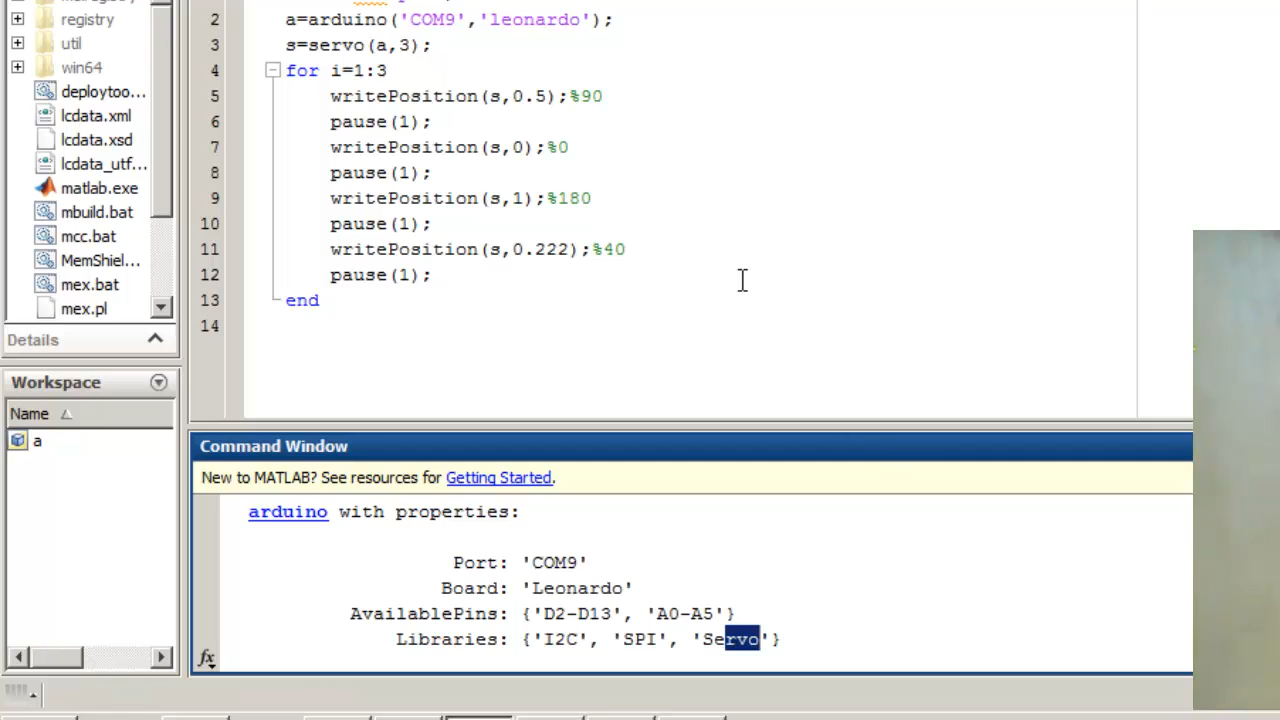 registry
util
win64
deploytoo...
lcdata.xml
lcdata.xsd
lcdata_utf...
matlab.exe
mbuild.bat
mcc.bat
MemShiel...
mex.bat
mex.pl
Details
Workspace
Name
a
2 a=arduino('COM9','leonardo');
3 s=servo(a,3);
4 for i=1:3
5 writePosition(s,0.5);%90
6 pause(1);
7 writePosition(s,0);%0
8 pause(1);
9 writePosition(s,1);%180
10 pause(1);
11 writePosition(s,0.222);%40
12 pause(1);
13 end
14
Command Window
New to MATLAB? See resources for Getting Started.
arduino with properties:
Port: 'COM9'
Board: 'Leonardo'
AvailablePins: {'D2-D13', 'A0-A5'}
Libraries: {'I2C', 'SPI', 'Servo'}
fx